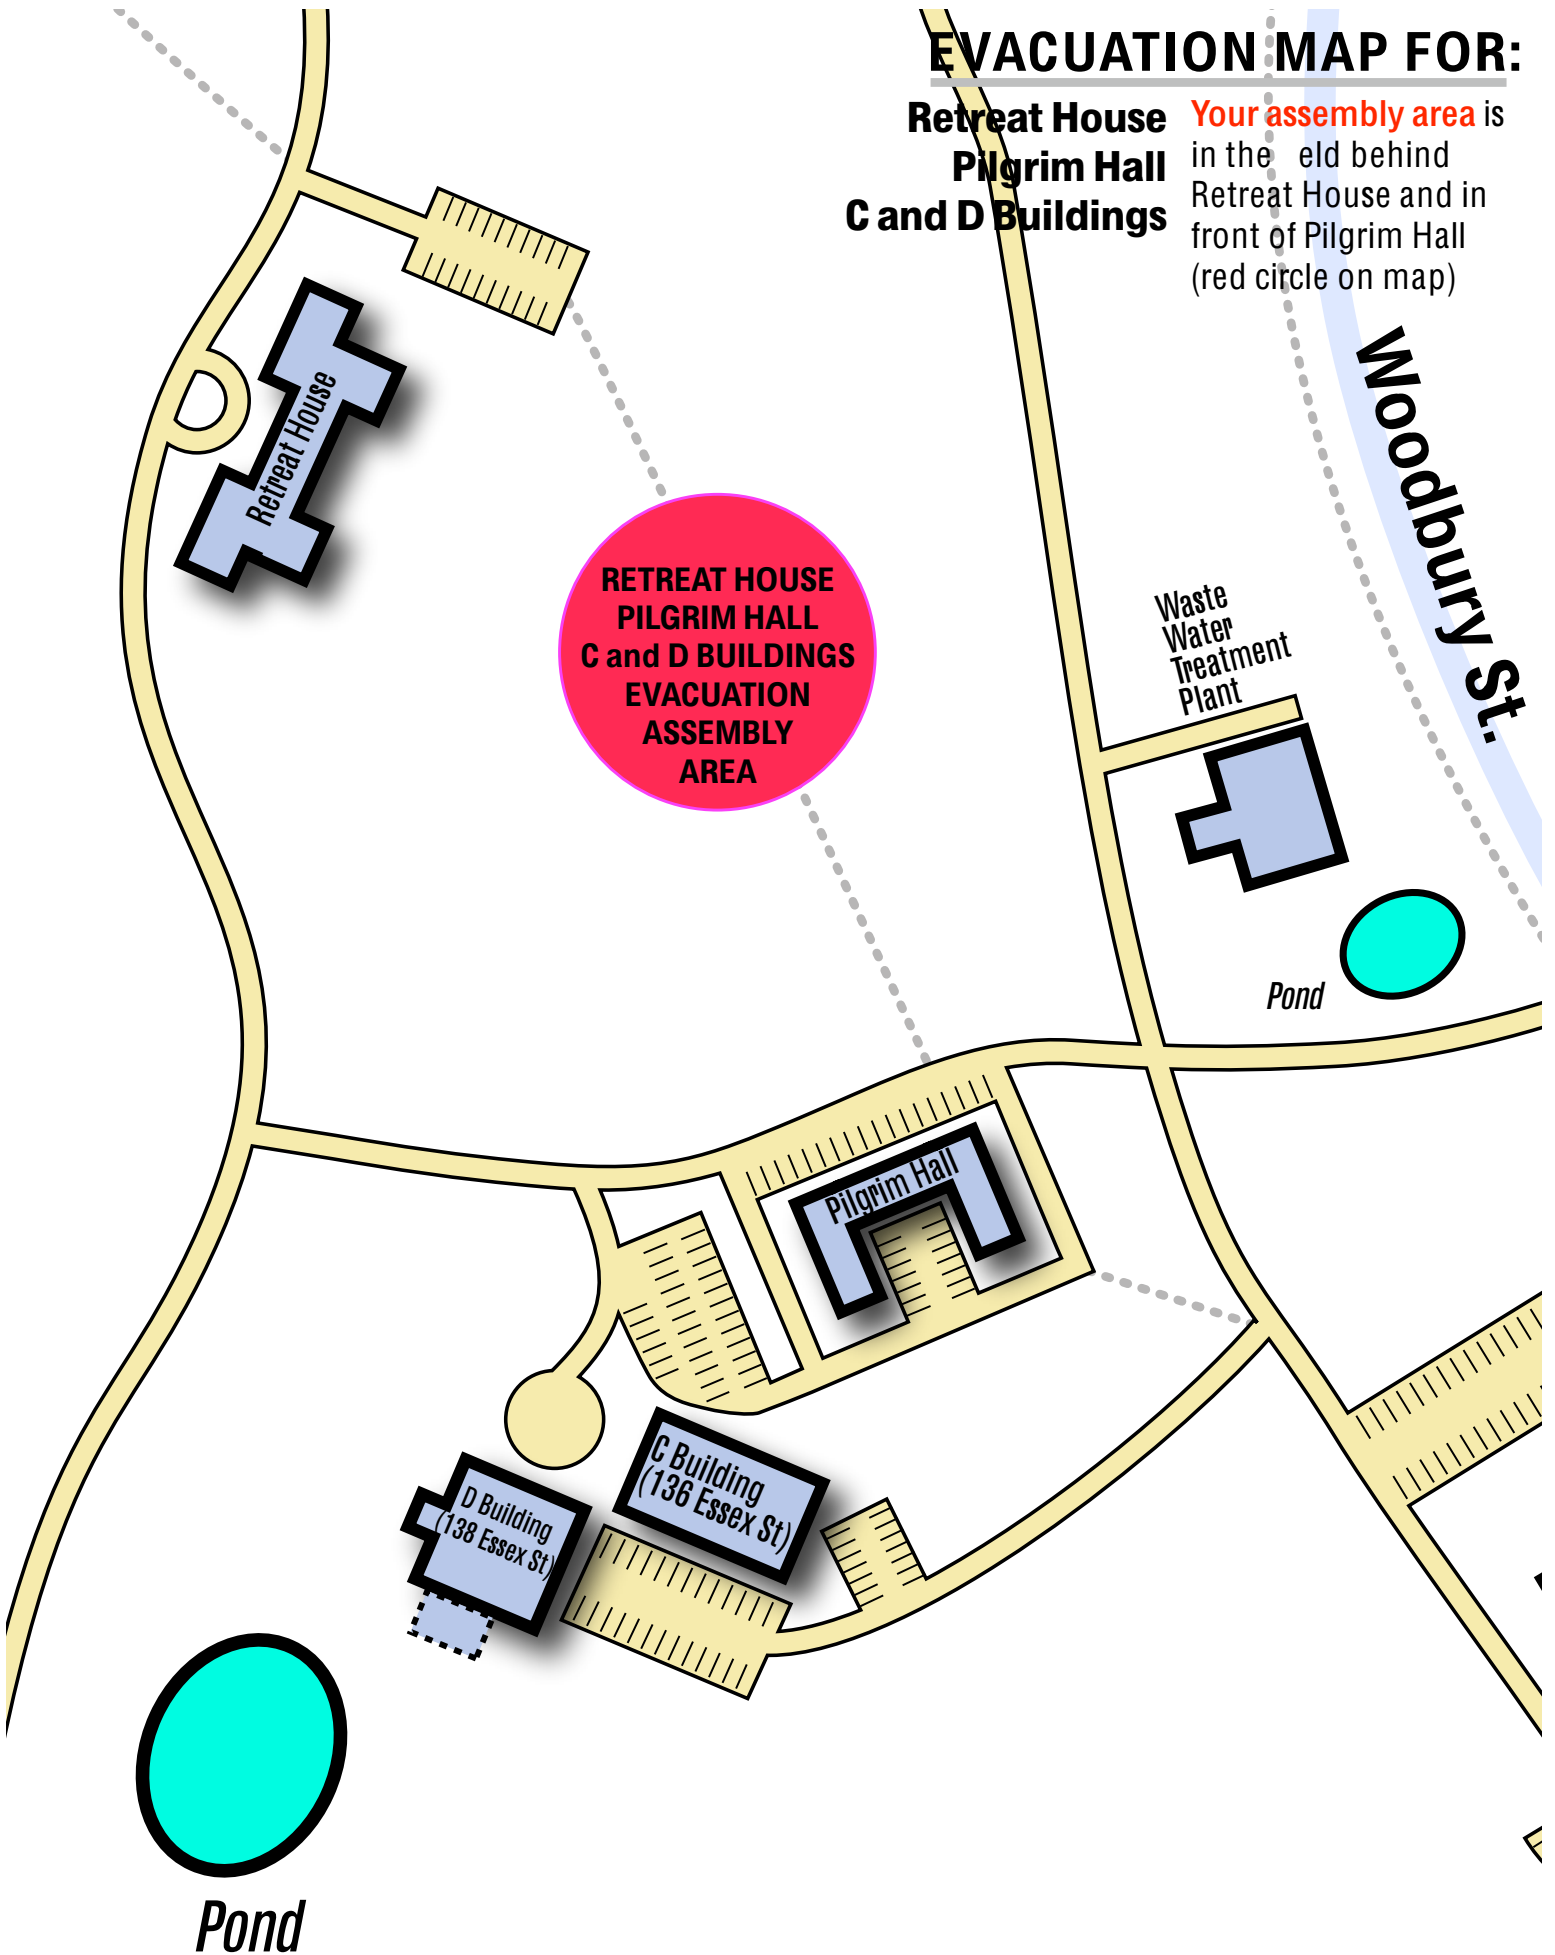 EVACUATION MAP FOR:
Retreat House
Pilgrim Hall
C and D Buildings
Your assembly area is
in the eld behind
Retreat House and in
front of Pilgrim Hall
(red circle on map)
Woodbury St.
Retreat House
RETREAT HOUSE
PILGRIM HALL
C and D BUILDINGS
EVACUATION
ASSEMBLY
AREA
Waste
Water
Treatment
Plant
Pond
Pilgrim Hall
C Building
(136 Essex St)
D Building
(138 Essex St)
Pond